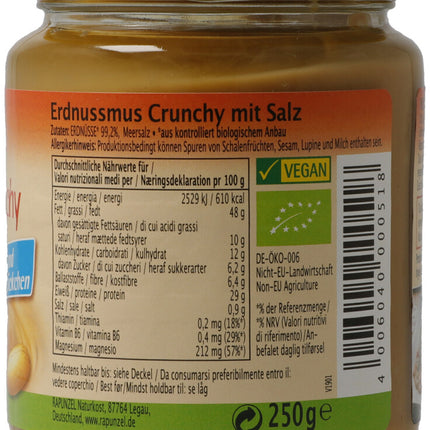 Erdnussmus Crunchy mit Salz
Zutaten: ERDNÜSSE* 99,2%, Meersalz • *aus kontrolliert biologischem Anbau
Allergikerhinweis: Produktionsbedingt können Spuren von Schalenfrüchten, Sesam, Lupine und Milch enthalten sein.
Durchschnittliche Nährwerte für /
Valori nutrizionali medi per / Næringsdeklaration pr 100 g
Energie / energia / energi 2529 kJ / 610 kcal
Fett / grassi / fedt 48 g
davon gesättigte Fettsäuren / di cui acidi grassi
saturi / heraf mættede fedtsyrer 10 g
Kohlenhydrate / carboidrati / kulhydrat 12 g
davon Zucker / di cui zuccheri / heraf sukkerarter 6,2 g
Ballaststoffe / fibre / kostfibre 6,4 g
Eiweiß / proteine / protein 29 g
Salz / sale / salt 0,9 g
Thiamin / tiamina 0,2 mg (18%*)
Vitamin B6 / vitamina B6 0,4 mg (29%*)
Magnesium / magnesio 212 mg (57%*)
Mindestens haltbar bis: siehe Deckel / Da consumarsi preferibilmente entro il:
vedere coperchio / Best før/Mindst holdbar til: se låg
RAPUNZEL Naturkost, 87764 Legau,
Deutschland, www.rapunzel.de
250g e
VEGAN
DE-ÖKO-006
Nicht-EU-Landwirtschaft
Non-EU Agriculture
*% der Referenzmenge /
*% NRV (Valori nutritivi
di riferimento)/An-
befalet daglig tilførsel
V1901
4 006040 000518